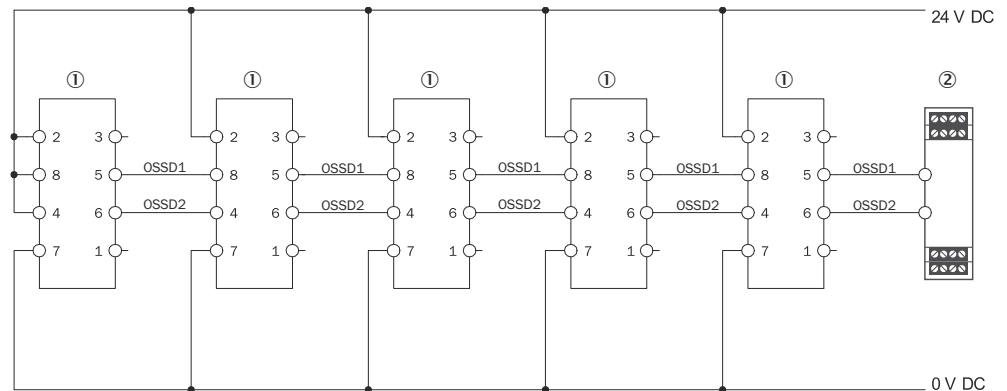 24 V DC
① ① ① ① ① ②
2 3 2 3 2 3 2 3 2 3
8 5 OSSD1 8 5 OSSD1 8 5 OSSD1 8 5 OSSD1 8 5 OSSD1
4 6 OSSD2 4 6 OSSD2 4 6 OSSD2 4 6 OSSD2 4 6 OSSD2
7 1 7 1 7 1 7 1 7 1
0 V DC